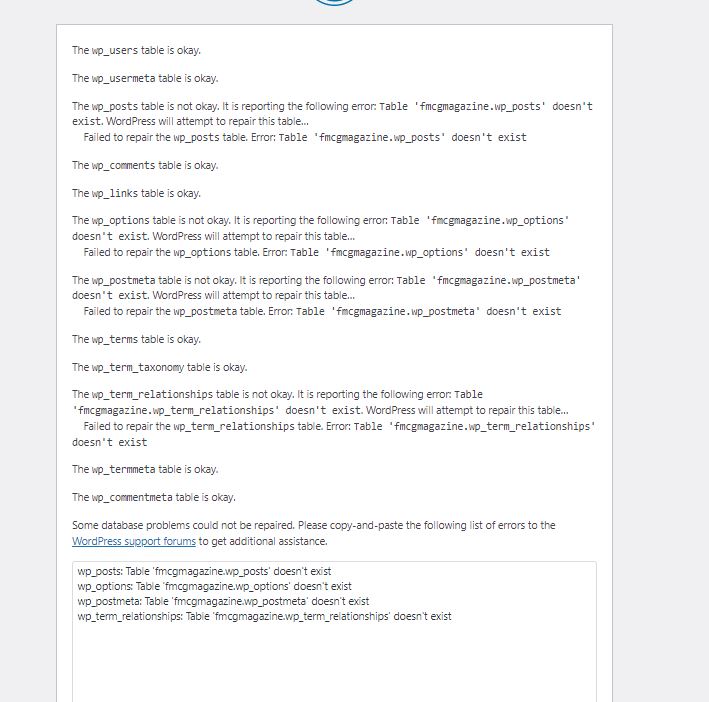 The wp_users table is okay.
The wp_usermeta table is okay.
The wp_posts table is not okay. It is reporting the following error: Table 'fmcgmagazine.wp_posts' doesn't
exist. WordPress will attempt to repair this table...
Failed to repair the wp_posts table. Error: Table 'fmcgmagazine.wp_posts' doesn't exist
The wp_comments table is okay.
The wp_links table is okay.
The wp_options table is not okay. It is reporting the following error: Table 'fmcgmagazine.wp_options'
doesn't exist. WordPress will attempt to repair this table...
Failed to repair the wp_options table. Error: Table 'fmcgmagazine.wp_options' doesn't exist
The wp_postmeta table is not okay. It is reporting the following error: Table 'fmcgmagazine.wp_postmeta'
doesn't exist. WordPress will attempt to repair this table...
Failed to repair the wp_postmeta table. Error: Table 'fmcgmagazine.wp_postmeta' doesn't exist
The wp_terms table is okay.
The wp_term_taxonomy table is okay.
The wp_term_relationships table is not okay. It is reporting the following error: Table
'fmcgmagazine.wp_term_relationships' doesn't exist. WordPress will attempt to repair this table...
Failed to repair the wp_term_relationships table. Error: Table 'fmcgmagazine.wp_term_relationships'
doesn't exist
The wp_termmeta table is okay.
The wp_commentmeta table is okay.
Some database problems could not be repaired. Please copy-and-paste the following list of errors to the
WordPress support forums to get additional assistance.
wp_posts: Table 'fmcgmagazine.wp_posts' doesn't exist
wp_options: Table 'fmcgmagazine.wp_options' doesn't exist
wp_postmeta: Table 'fmcgmagazine.wp_postmeta' doesn't exist
wp_term_relationships: Table 'fmcgmagazine.wp_term_relationships' doesn't exist